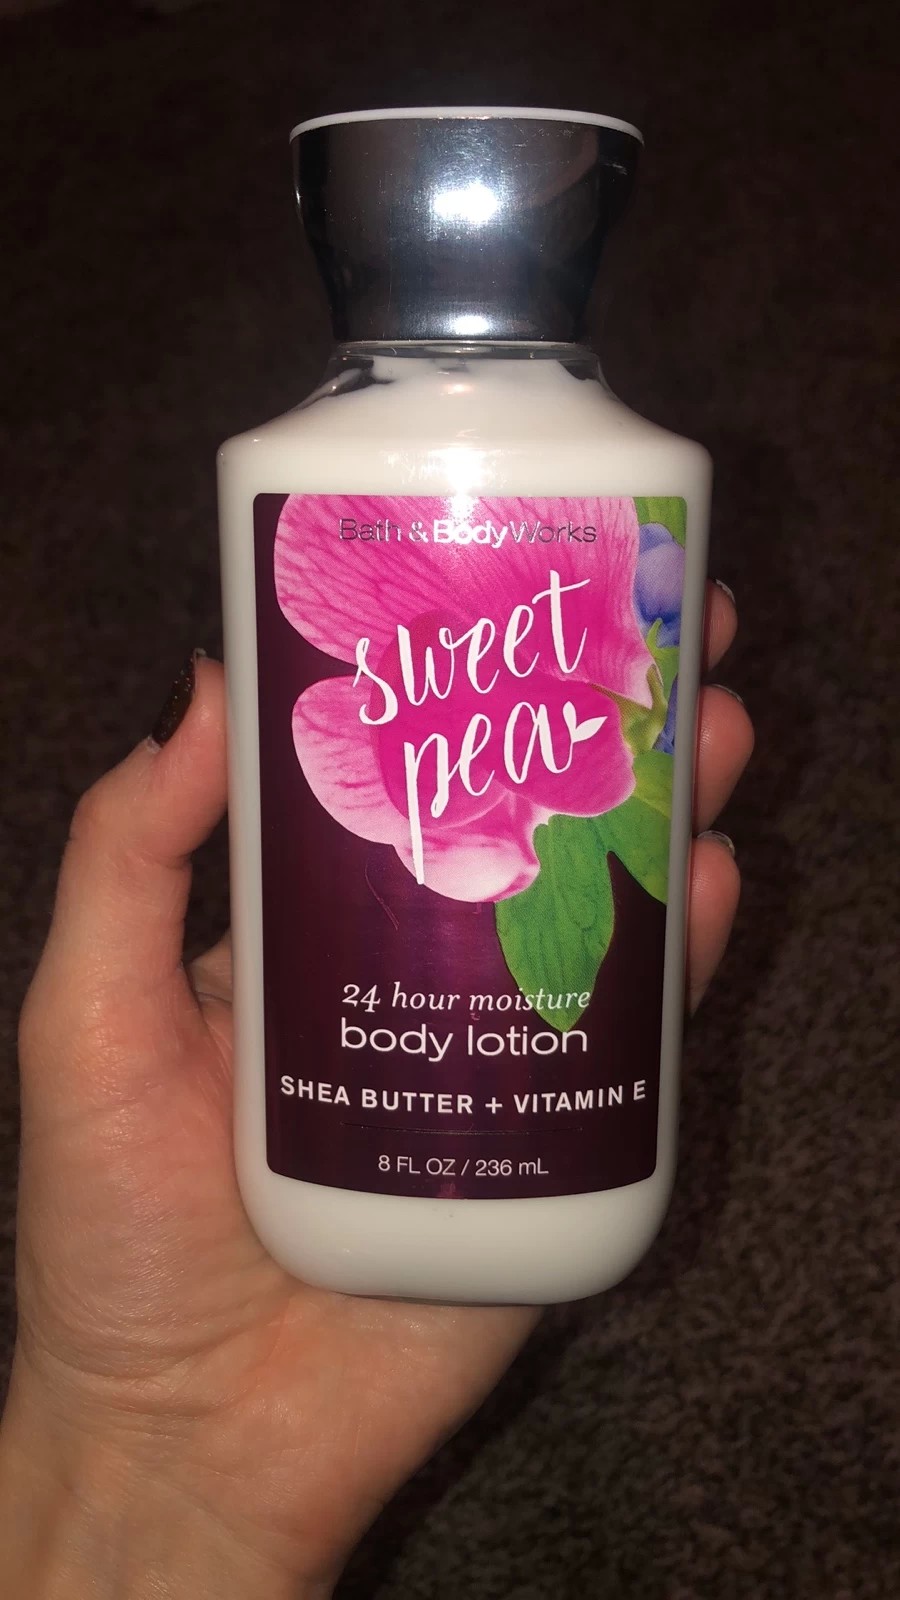 Bath & Body Works
sweet
pea
24 hour moisture
body lotion
SHEA BUTTER + VITAMIN E
8 FL OZ / 236 mL